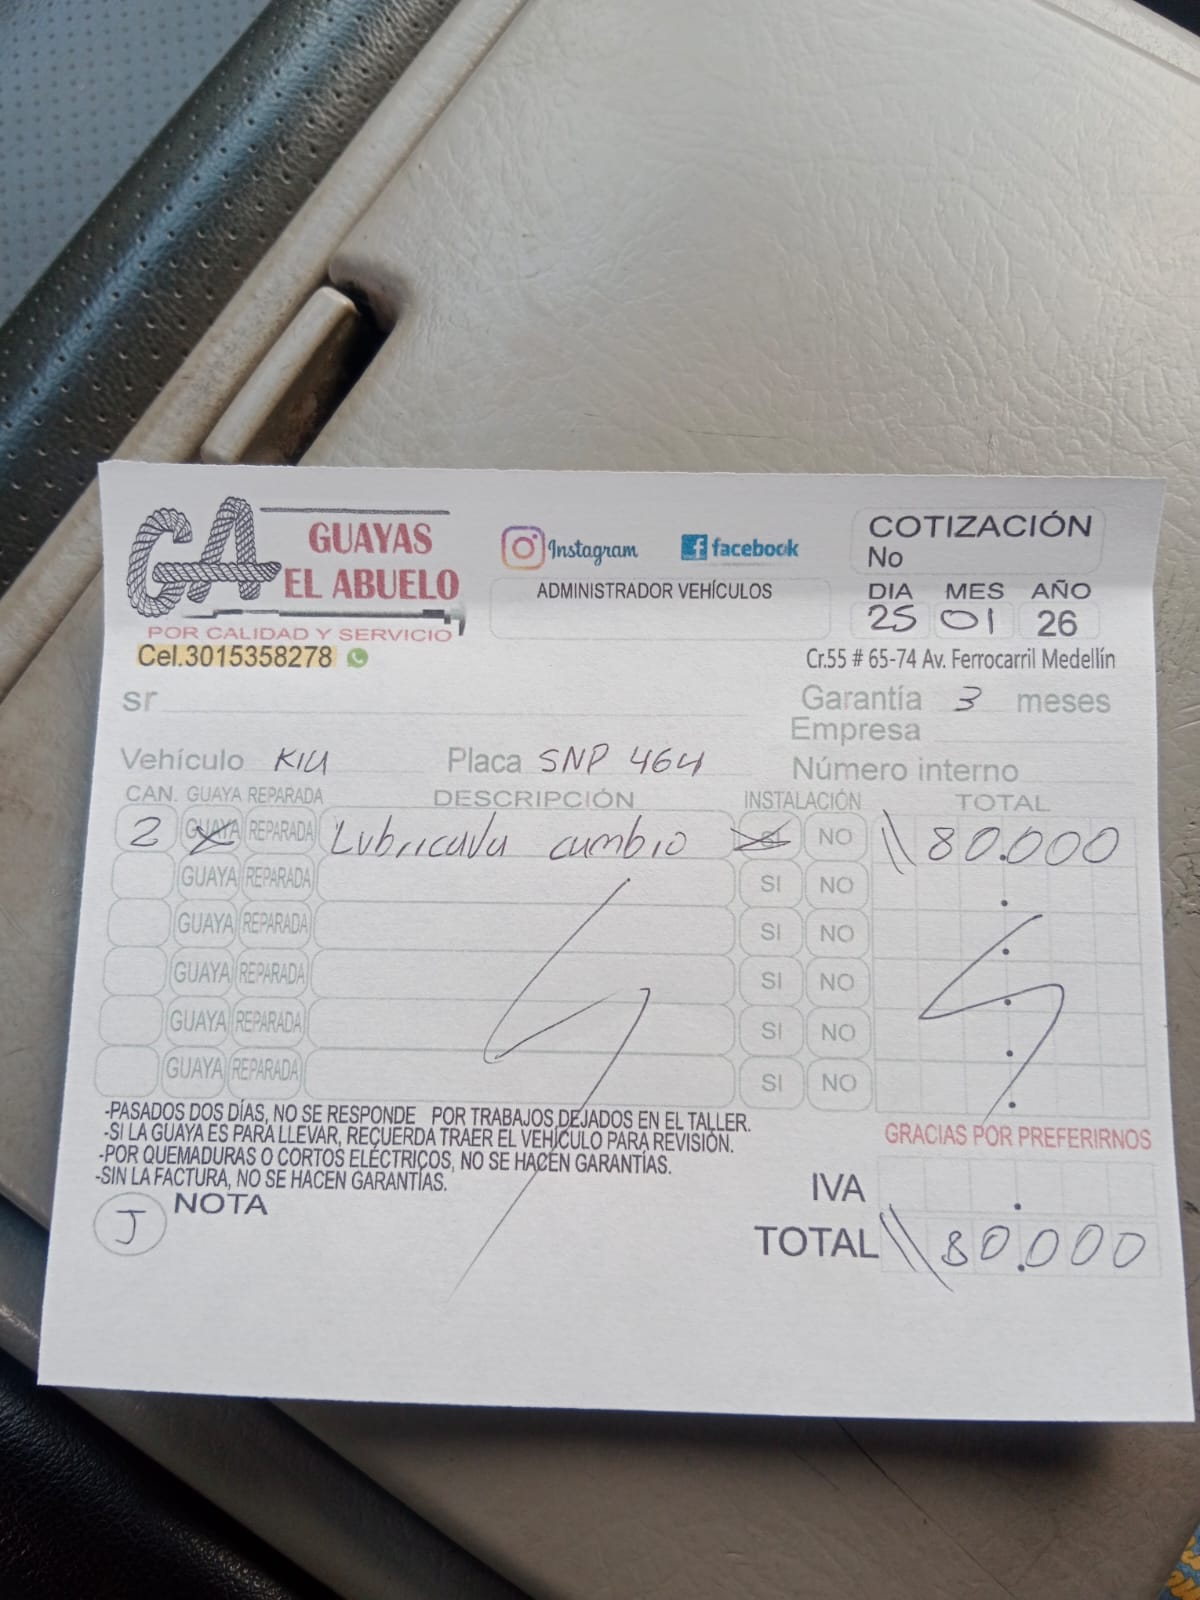 GA
GUAYAS
EL ABUELO
POR CALIDAD Y SERVICIO
Cel.3015358278
Instagram facebook
ADMINISTRADOR VEHÍCULOS
COTIZACIÓN
No
DIA MES AÑO
25 01 26
Cr.55 # 65-74 Av. Ferrocarril Medellín
sr
Garantía 3 meses
Empresa
Vehículo KIA Placa SNP 464 Número interno
CAN. GUAYA REPARADA DESCRIPCIÓN INSTALACIÓN TOTAL
2 GUAYA REPARADA Lubricada cambio SI NO \\80.000
GUAYA REPARADA SI NO .
GUAYA REPARADA SI NO .
GUAYA REPARADA SI NO .
GUAYA REPARADA SI NO .
GUAYA REPARADA SI NO .
-PASADOS DOS DÍAS, NO SE RESPONDE POR TRABAJOS DEJADOS EN EL TALLER.
-SI LA GUAYA ES PARA LLEVAR, RECUERDA TRAER EL VEHÍCULO PARA REVISIÓN.
-POR QUEMADURAS O CORTOS ELÉCTRICOS, NO SE HACEN GARANTÍAS.
-SIN LA FACTURA, NO SE HACEN GARANTÍAS.
GRACIAS POR PREFERIRNOS
J NOTA
IVA .
TOTAL \\80.000